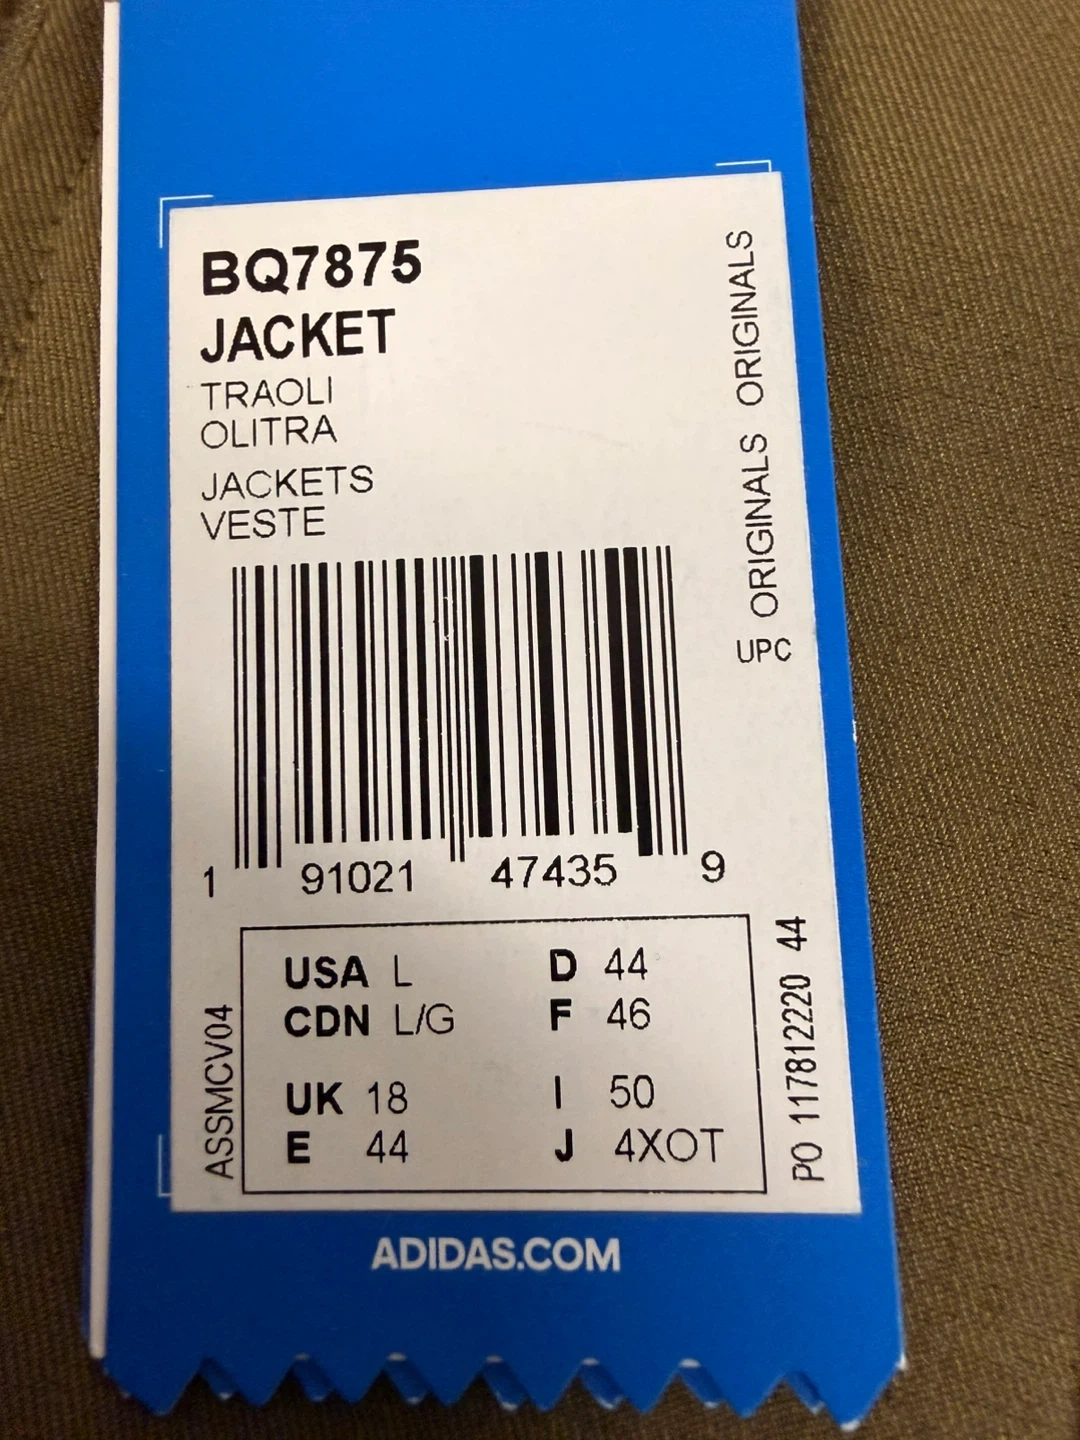 BQ7875
JACKET
TRAOLI
OLITRA
JACKETS
VESTE
ORIGINALS ORIGINALS
UPC
1 91021 47435 9
USA L D 44
CDN L/G F 46
UK 18 I 50
E 44 J 4XOT
ASSMCV04
PO 117812220 44
ADIDAS.COM